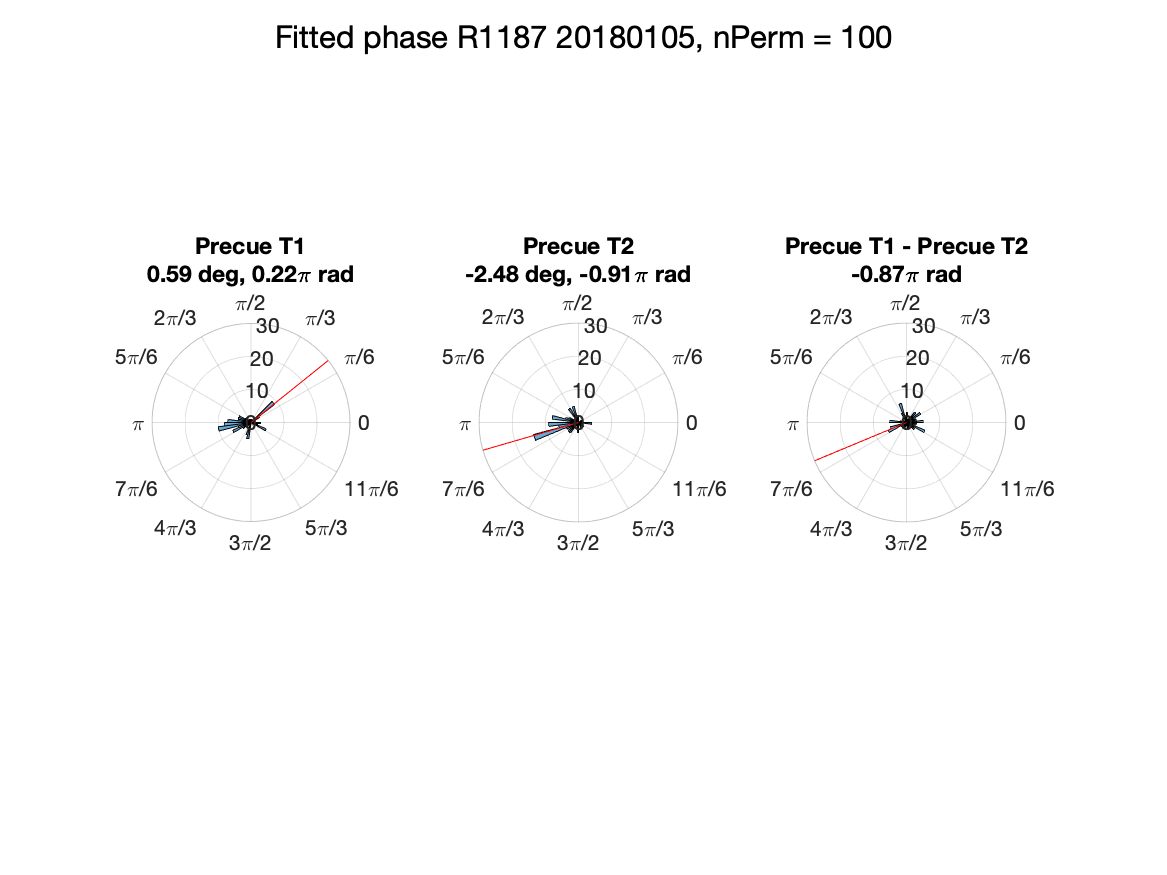 Fitted phase R1187 20180105, nPerm = 100
Precue T1
0.59 deg, 0.22π rad
π/2
2π/3
30
π/3
5π/6
20
π/6
10
π
0
0
7π/6
11π/6
4π/3
5π/3
3π/2
Precue T2
-2.48 deg, -0.91π rad
π/2
2π/3
30
π/3
5π/6
20
π/6
10
π
0
0
7π/6
11π/6
4π/3
5π/3
3π/2
Precue T1 - Precue T2
-0.87π rad
π/2
2π/3
30
π/3
5π/6
20
π/6
10
π
0
0
7π/6
11π/6
4π/3
5π/3
3π/2